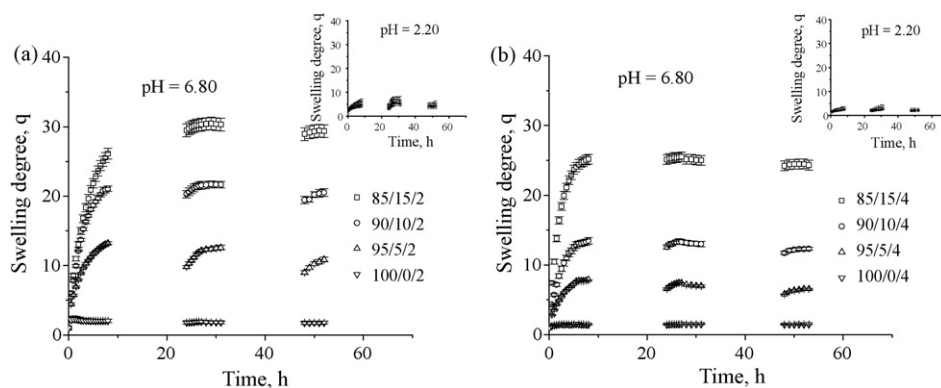 (a)
Swelling degree, q
40
30
20
10
0
0 20 40 60
Time, h
pH = 6.80
85/15/2
90/10/2
95/5/2
100/0/2
Swelling degree, q
40
30
20
10
0
0 20 40 60
Time, h
pH = 2.20
(b)
Swelling degree, q
40
30
20
10
0
0 20 40 60
Time, h
pH = 6.80
85/15/4
90/10/4
95/5/4
100/0/4
Swelling degree, q
40
30
20
10
0
0 20 40 60
Time, h
pH = 2.20